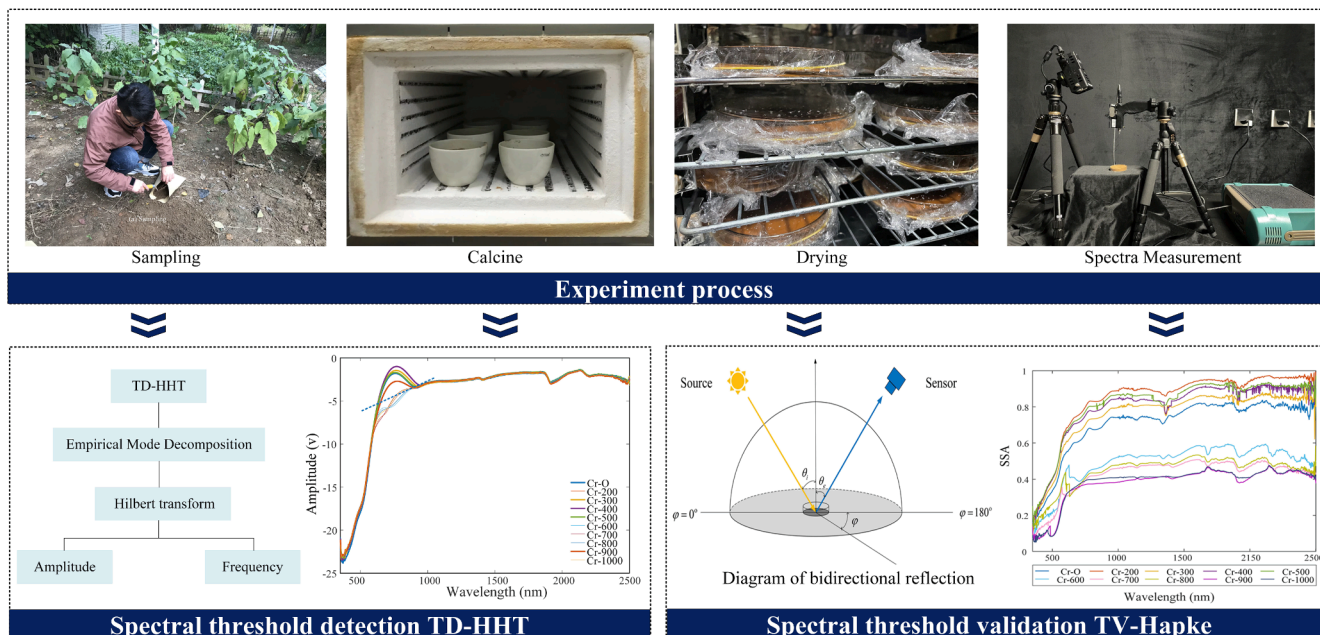 (a) Sampling
Sampling
Calcine
Drying
Spectra Measurement
Experiment process
TD-HHT
Empirical Mode Decomposition
Hilbert transform
Amplitude
Frequency
Amplitude (v)
0
-5
-10
-15
-20
-25
500
1000
1500
2000
2500
Wavelength (nm)
Cr-O
Cr-200
Cr-300
Cr-400
Cr-500
Cr-600
Cr-700
Cr-800
Cr-900
Cr-1000
Spectral threshold detection TD-HHT
Source
Sensor
θi
θe
φ=0°
φ
φ=180°
Diagram of bidirectional reflection
SSA
1
0.8
0.6
0.4
0.2
0
500
1000
1500
2150
2500
Cr-O Cr-200 Cr-300 Cr-400 Cr-500
Cr-600 Cr-700 Cr-800 Cr-900 Cr-1000
Wavelength (nm)
Spectral threshold validation TV-Hapke